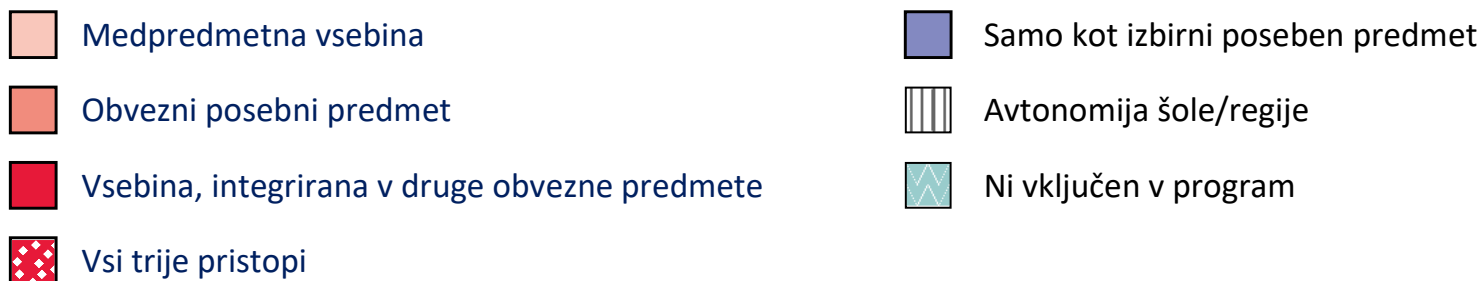 Medpredmetna vsebina
Obvezni posebni predmet
Vsebina, integrirana v druge obvezne predmete
Vsi trije pristopi
Samo kot izbirni poseben predmet
Avtonomija šole/regije
Ni vključen v program